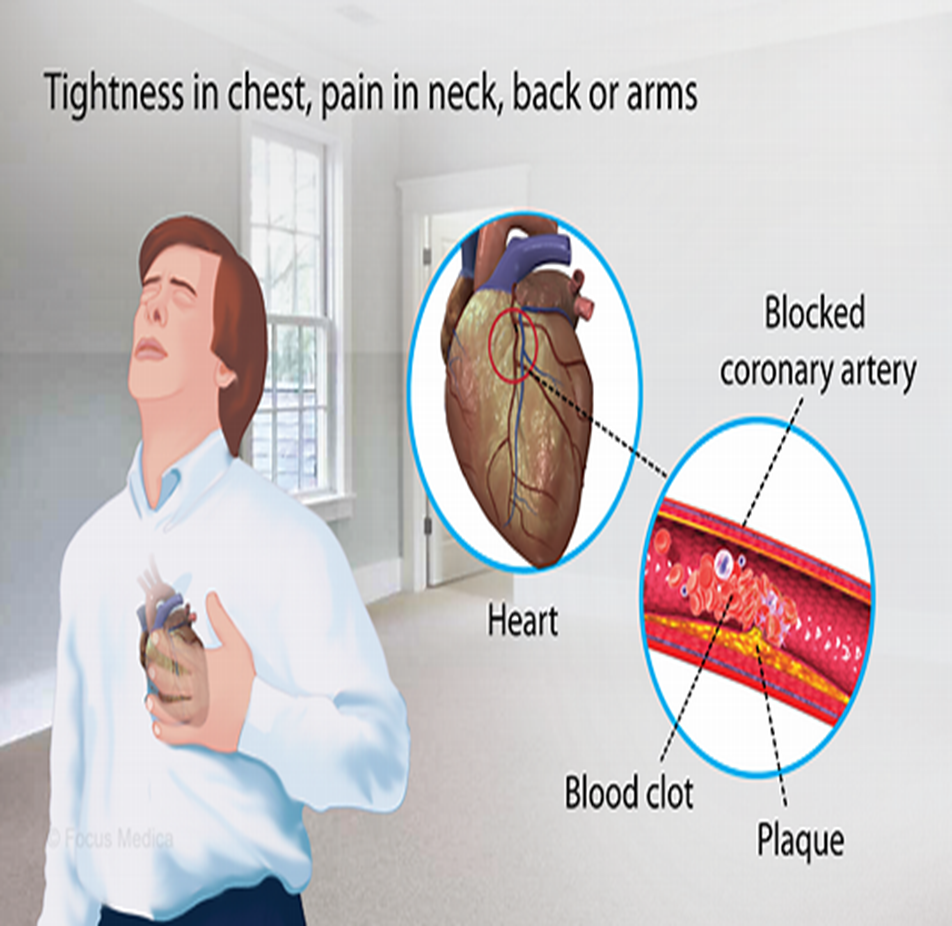 Tightness in chest, pain in neck, back or arms
Blocked
coronary artery
Heart
Blood clot
Plaque
© Focus Medica